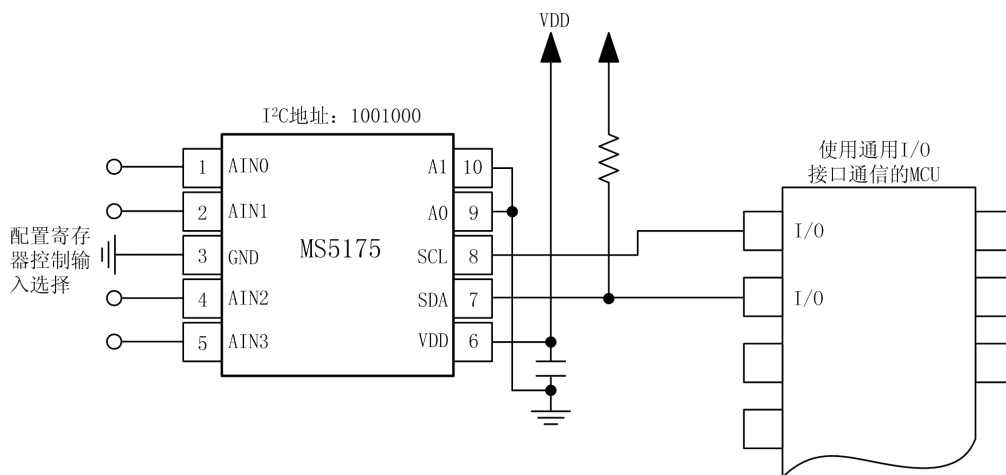 VDD
I²C地址：1001000
使用通用I/O
接口通信的MCU
配置寄存
器控制输
入选择
MS5175
1 AIN0
2 AIN1
3 GND
4 AIN2
5 AIN3
A1 10
A0 9
SCL 8
SDA 7
VDD 6
I/O
I/O